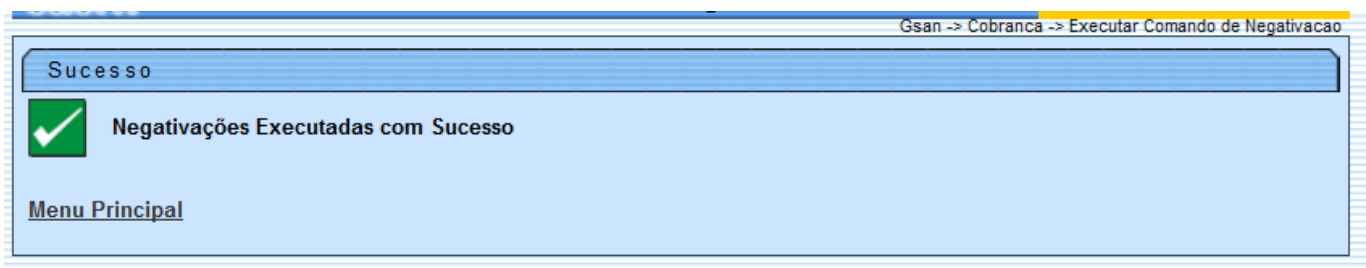 Gsan -> Cobranca -> Executar Comando de Negativacao
Sucesso
Negativações Executadas com Sucesso
Menu Principal